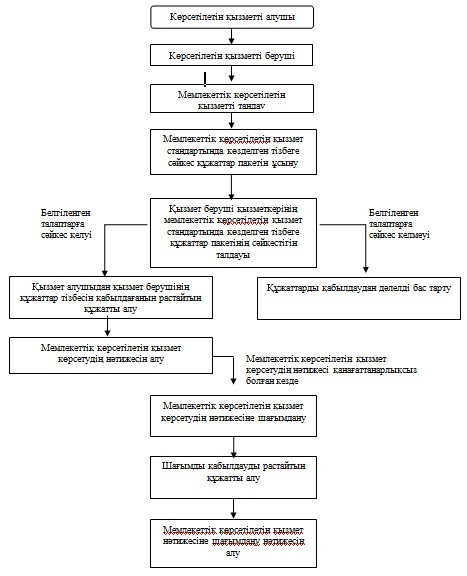 Көрсетілетін қызметті алушы
Көрсетілетін қызметті беруші
Мемлекеттік көрсетілетін
қызметті таңдау
Мемлекеттік көрсетілетін қызмет
стандартында көзделген тізбеге
сәйкес құжаттар пакетін ұсыну
Белгіленген
талаптарға
сәйкес келуі
Қызмет беруші қызметкерінің
мемлекеттік көрсетілетін қызмет
стандартында көзделген тізбеге
құжаттар пакетінің сәйкестігін
талдауы
Белгіленген
талаптарға
сәйкес келмеуі
Қызмет алушыдан қызмет берушінің
құжаттар тізбесін қабылдағанын растайтын
құжатты алу
Құжаттарды қабылдаудан дәлелді бас тарту
Мемлекеттік көрсетілетін қызмет
көрсетудің нәтижесін алу
Мемлекеттік көрсетілетін қызмет
көрсетудің нәтижесі қанағаттанарлықсыз
болған кезде
Мемлекеттік көрсетілетін қызмет
көрсетудің нәтижесіне шағымдану
Шағымды қабылдауды растайтын
құжатты алу
Мемлекеттік көрсетілетін қызмет
нәтижесіне шағымдану нәтижесін
алу